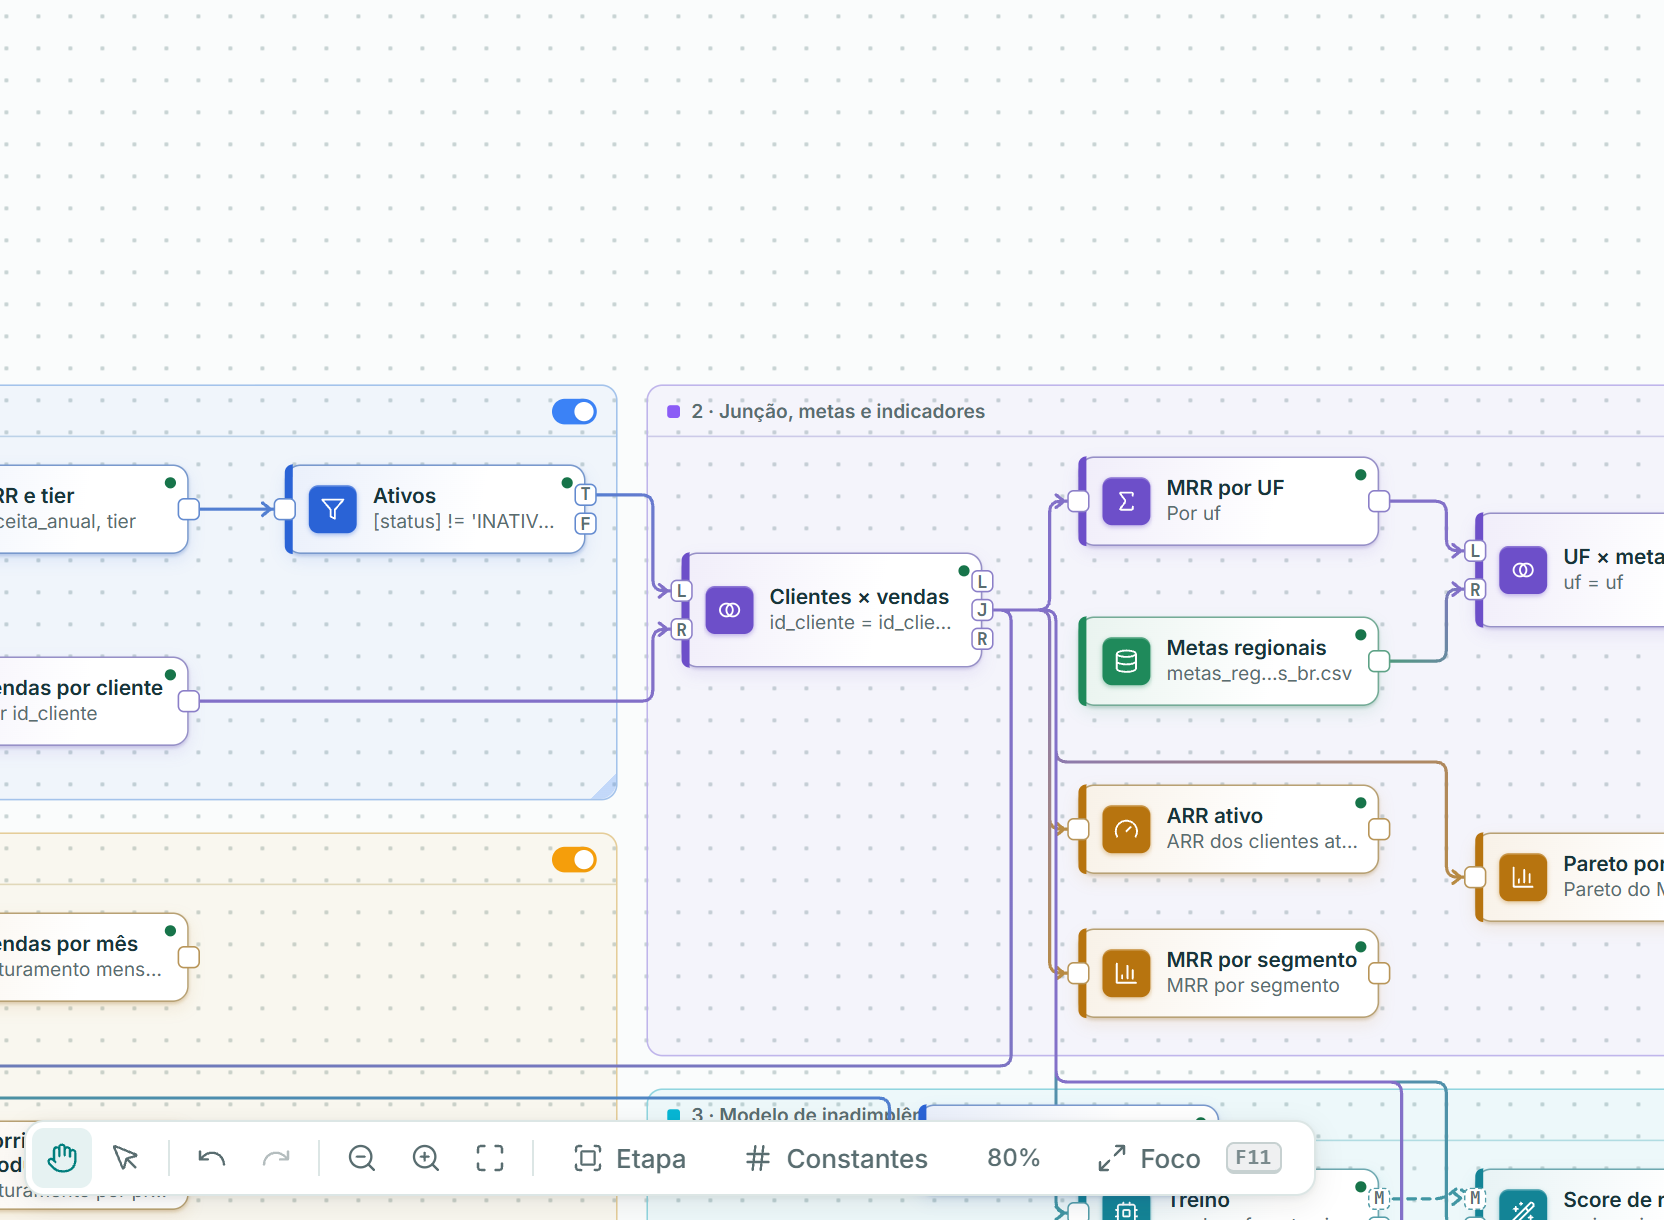 2 · Junção, metas e indicadores
RR e tier
ceita_anual, tier
Ativos
[status] != 'INATIV...
T
F
MRR por UF
Por uf
L
R
UF × meta
uf = uf
L
R
Clientes × vendas
id_cliente = id_clie...
L
J
R
Metas regionais
metas_reg...s_br.csv
endas por cliente
r id_cliente
ARR ativo
ARR dos clientes at...
Pareto por
Pareto do M
endas por mês
turamento mens...
MRR por segmento
MRR por segmento
3 · Modelo de inadimplên
Etapa
Constantes
80%
Foco
F11
Treino
M
M
Score de r